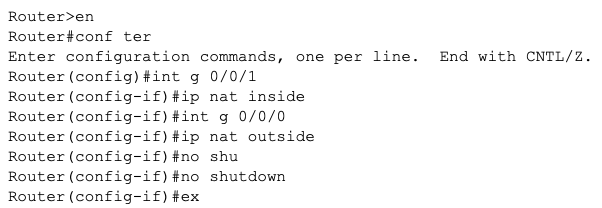 Router>en
Router#conf ter
Enter configuration commands, one per line.  End with CNTL/Z.
Router(config)#int g 0/0/1
Router(config-if)#ip nat inside
Router(config-if)#int g 0/0/0
Router(config-if)#ip nat outside
Router(config-if)#no shu
Router(config-if)#no shutdown
Router(config-if)#ex